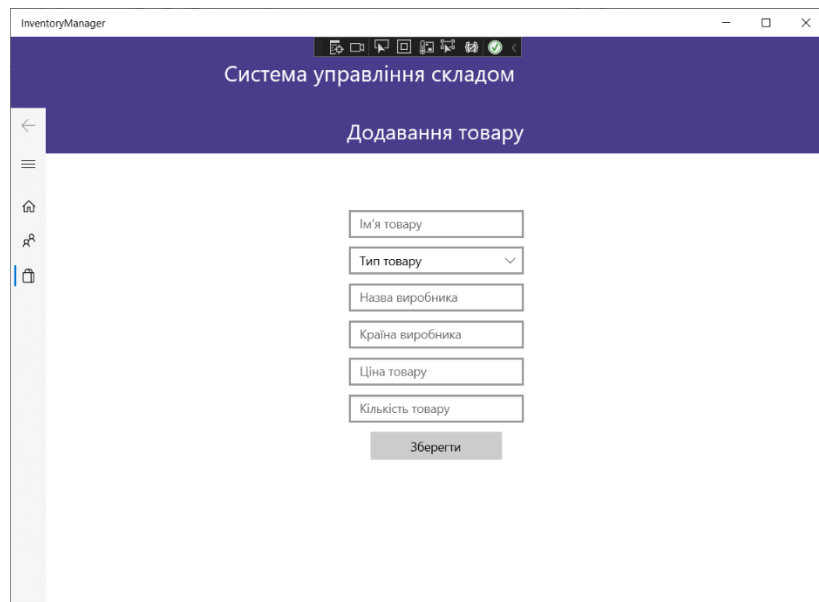 InventoryManager
Система управління складом
Додавання товару
Ім'я товару
Тип товару
Назва виробника
Країна виробника
Ціна товару
Кількість товару
Зберегти